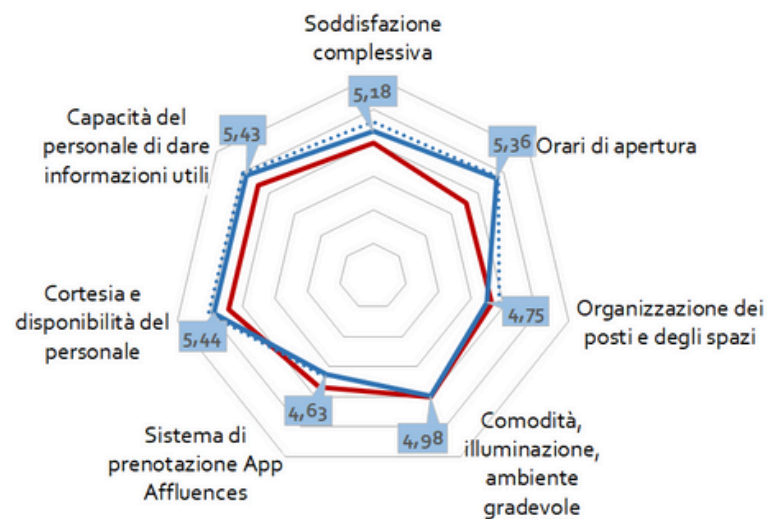 Soddisfazione
complessiva
5,18
Capacità del
personale di dare
informazioni utili
5,43
5,36
Orari di apertura
Cortesia e
disponibilità del
personale
5,44
4,75
Organizzazione dei
posti e degli spazi
4,63
4,98
Sistema di
prenotazione App
Affluences
Comodità,
illuminazione,
ambiente
gradevole